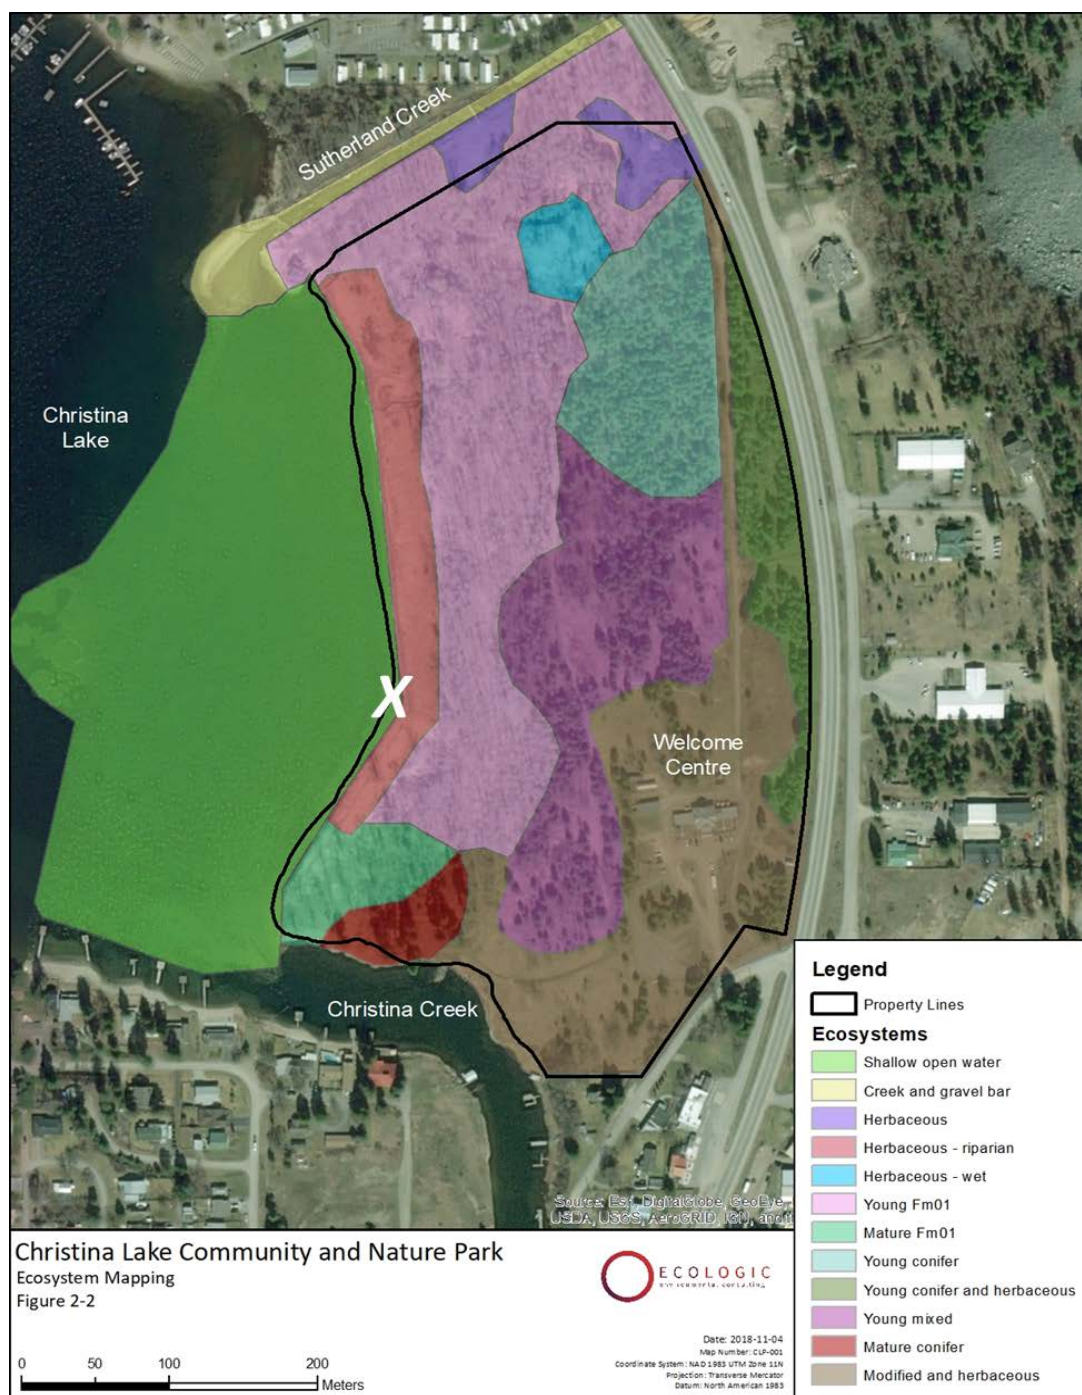 Sutherland Creek
Christina
Lake
X
Welcome
Centre
Christina Creek
Source: Esri, DigitalGlobe, GeoEye,
USDA, USGS, AeroGRID, IGN, and
Legend
Property Lines
Ecosystems
Shallow open water
Creek and gravel bar
Herbaceous
Herbaceous - riparian
Herbaceous - wet
Young Fm01
Mature Fm01
Young conifer
Young conifer and herbaceous
Young mixed
Mature conifer
Modified and herbaceous
Christina Lake Community and Nature Park
Ecosystem Mapping
Figure 2-2
0 50 100 200
Meters
ECOLOGIC
environmental consulting
Date: 2018-11-04
Map Number: CLP-001
Coordinate System: NAD 1983 UTM Zone 11N
Projection: Transverse Mercator
Datum: North American 1983